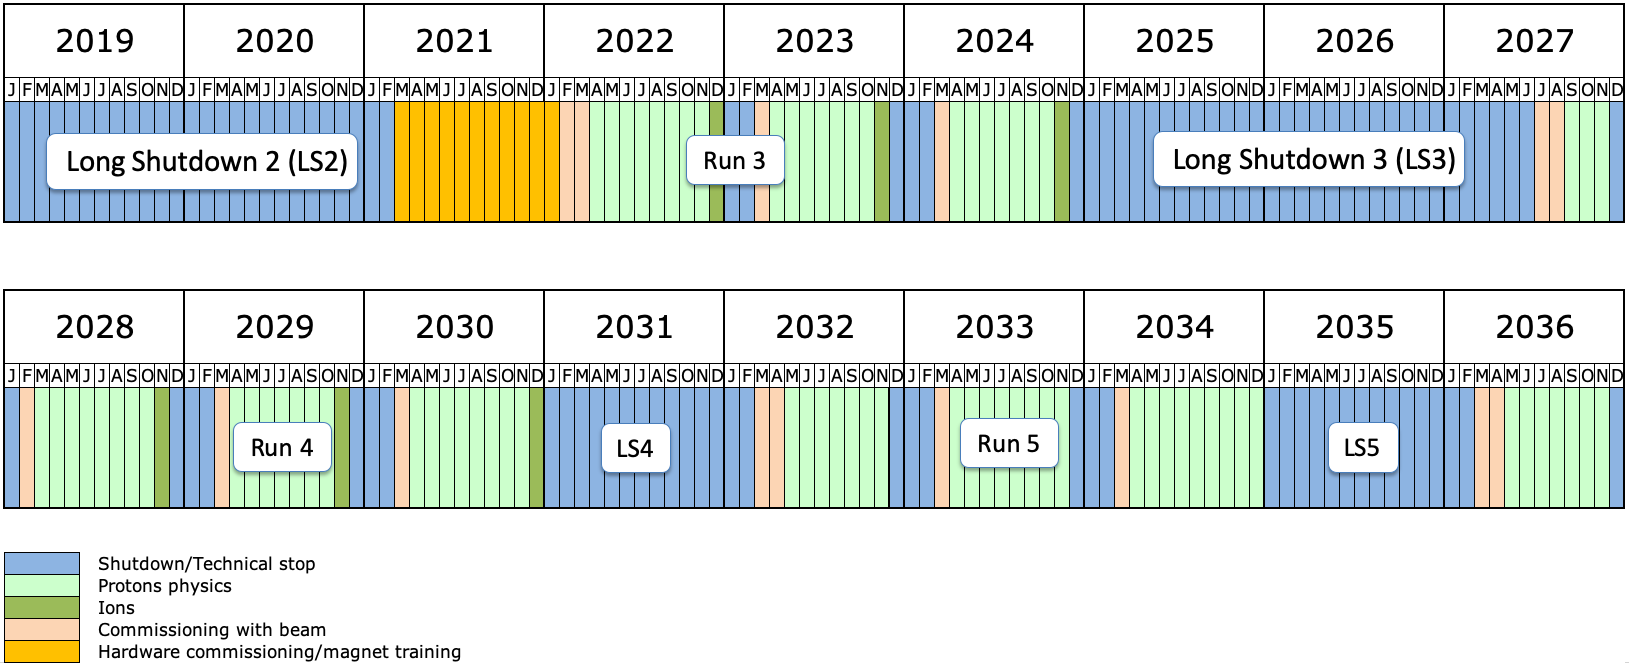 2019 2020 2021 2022 2023 2024 2025 2026 2027
J F M A M J J A S O N D J F M A M J J A S O N D J F M A M J J A S O N D J F M A M J J A S O N D J F M A M J J A S O N D J F M A M J J A S O N D J F M A M J J A S O N D J F M A M J J A S O N D J F M A M J J A S O N D
Long Shutdown 2 (LS2) Run 3 Long Shutdown 3 (LS3)
2028 2029 2030 2031 2032 2033 2034 2035 2036
J F M A M J J A S O N D J F M A M J J A S O N D J F M A M J J A S O N D J F M A M J J A S O N D J F M A M J J A S O N D J F M A M J J A S O N D J F M A M J J A S O N D J F M A M J J A S O N D J F M A M J J A S O N D
Run 4 LS4 Run 5 LS5
Shutdown/Technical stop
Protons physics
Ions
Commissioning with beam
Hardware commissioning/magnet training